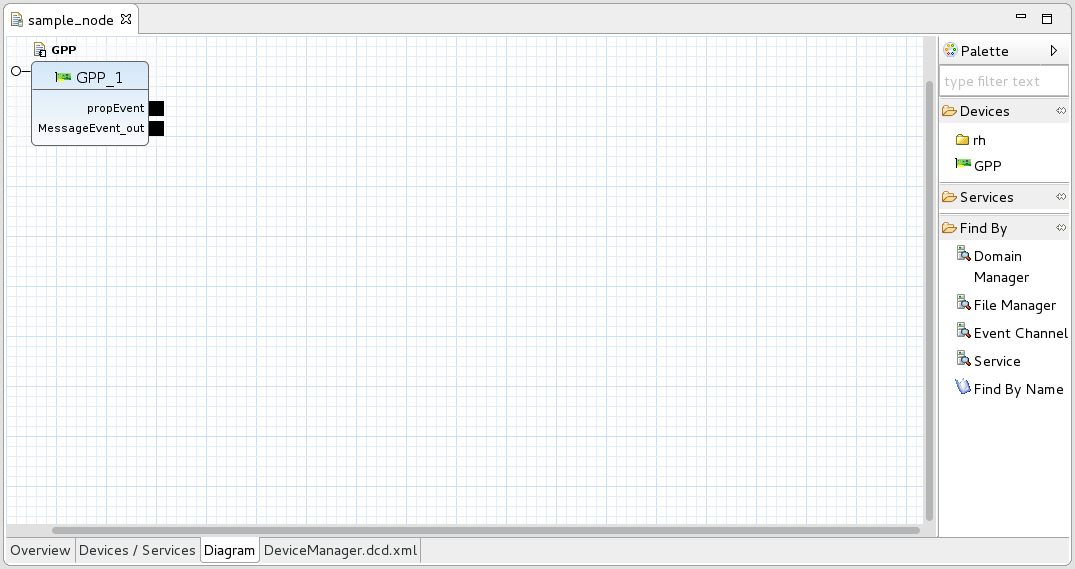 sample_node
GPP
GPP_1
propEvent
MessageEvent_out
Palette
type filter text
Devices
rh
GPP
Services
Find By
Domain
Manager
File Manager
Event Channel
Service
Find By Name
Overview
Devices / Services
Diagram
DeviceManager.dcd.xml